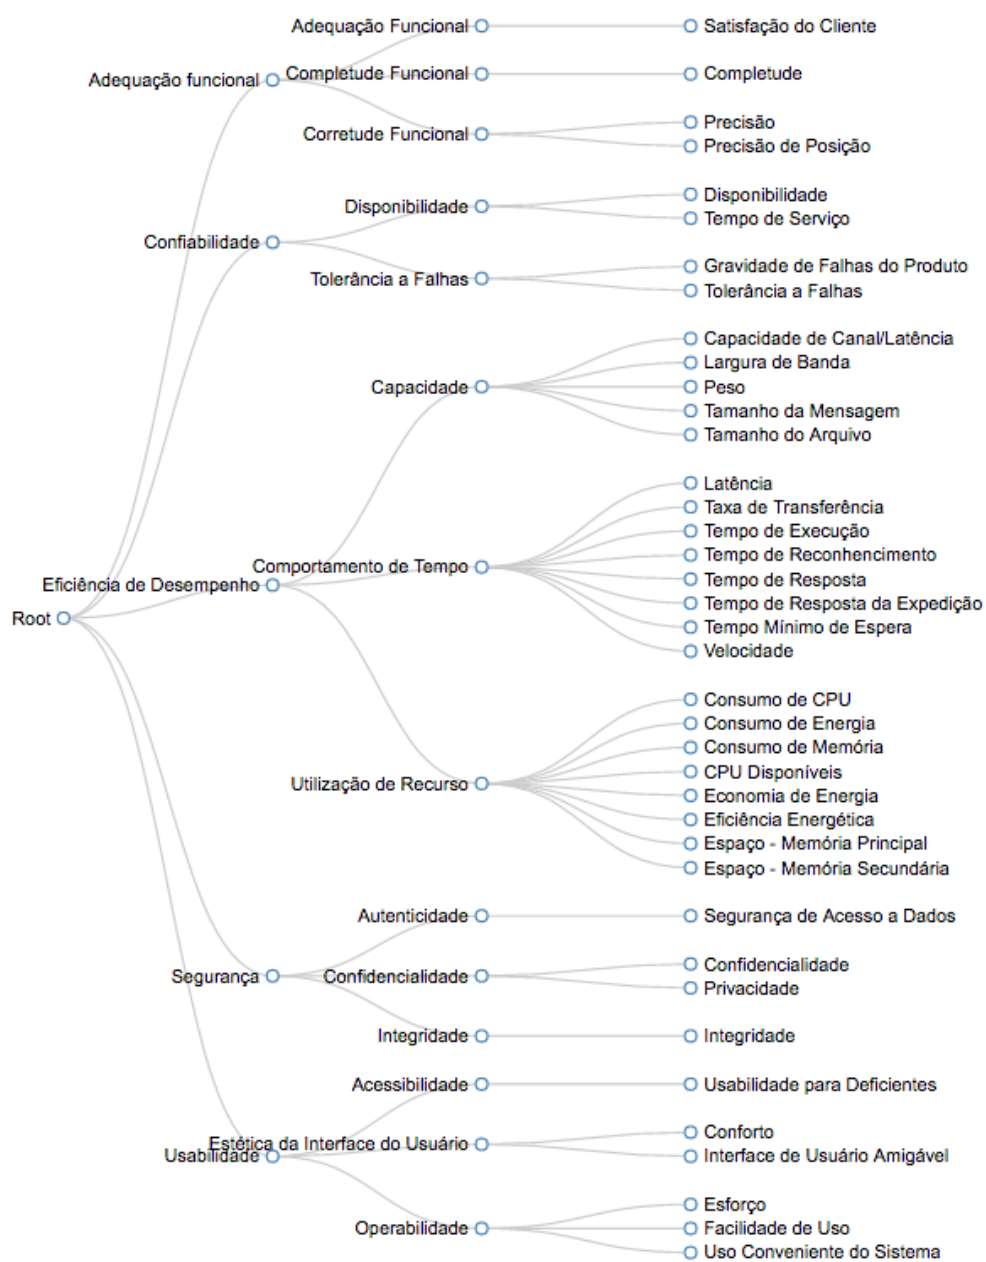 Adequação Funcional
Satisfação do Cliente
Adequação funcional
Completude Funcional
Completude
Corretude Funcional
Precisão
Precisão de Posição
Disponibilidade
Disponibilidade
Tempo de Serviço
Confiabilidade
Tolerância a Falhas
Gravidade de Falhas do Produto
Tolerância a Falhas
Capacidade
Capacidade de Canal/Latência
Largura de Banda
Peso
Tamanho da Mensagem
Tamanho do Arquivo
Comportamento de Tempo
Latência
Taxa de Transferência
Tempo de Execução
Tempo de Reconhencimento
Tempo de Resposta
Tempo de Resposta da Expedição
Tempo Mínimo de Espera
Velocidade
Eficiência de Desempenho
Root
Utilização de Recurso
Consumo de CPU
Consumo de Energia
Consumo de Memória
CPU Disponíveis
Economia de Energia
Eficiência Energética
Espaço - Memória Principal
Espaço - Memória Secundária
Autenticidade
Segurança de Acesso a Dados
Segurança
Confidencialidade
Confidencialidade
Privacidade
Integridade
Integridade
Acessibilidade
Usabilidade para Deficientes
Estética da Interface do Usuário
Conforto
Interface de Usuário Amigável
Usabilidade
Operabilidade
Esforço
Facilidade de Uso
Uso Conveniente do Sistema